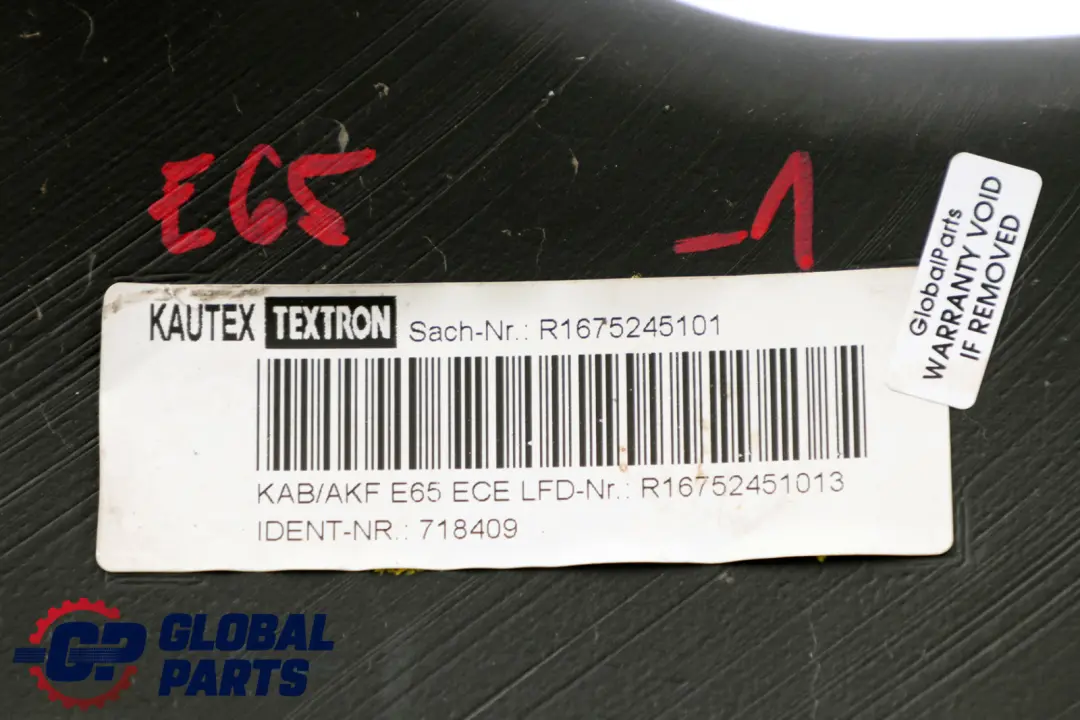 E65 -1
KAUTEX TEXTRON Sach-Nr.: R1675245101
KAB/AKF E65 ECE LFD-Nr.: R16752451013
IDENT-NR.: 718409
GlobalParts
WARRANTY VOID
IF REMOVED
GP GLOBAL
PARTS